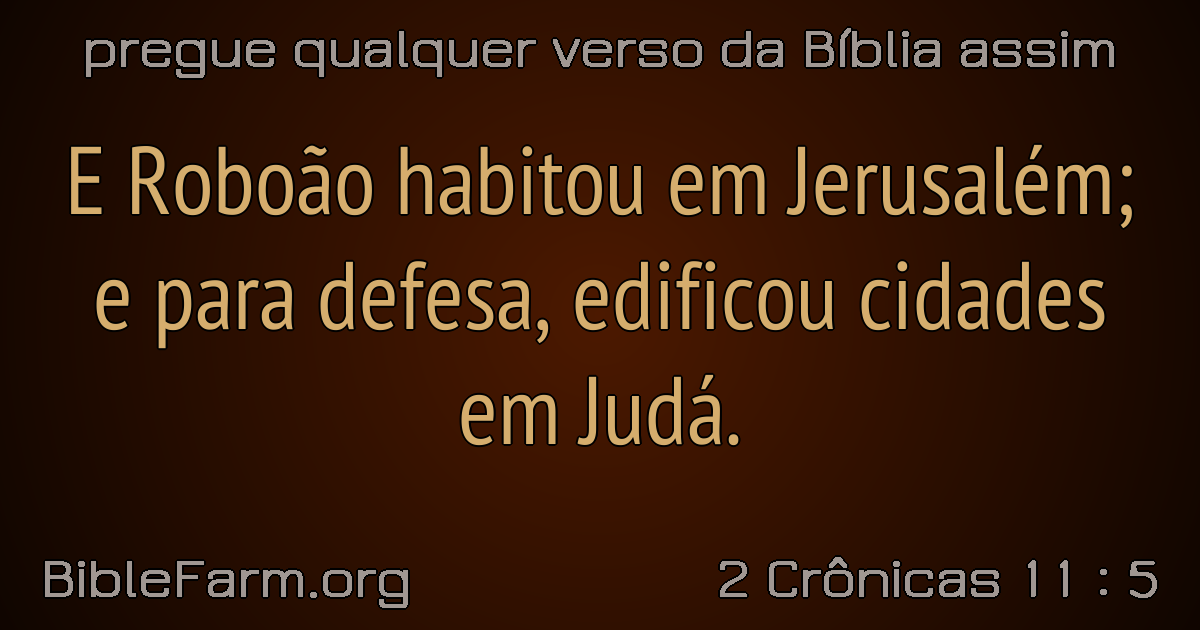 pregue qualquer verso da Bíblia assim
E Roboão habitou em Jerusalém;
e para defesa, edificou cidades
em Judá.
BibleFarm.org
2 Crônicas 11 : 5